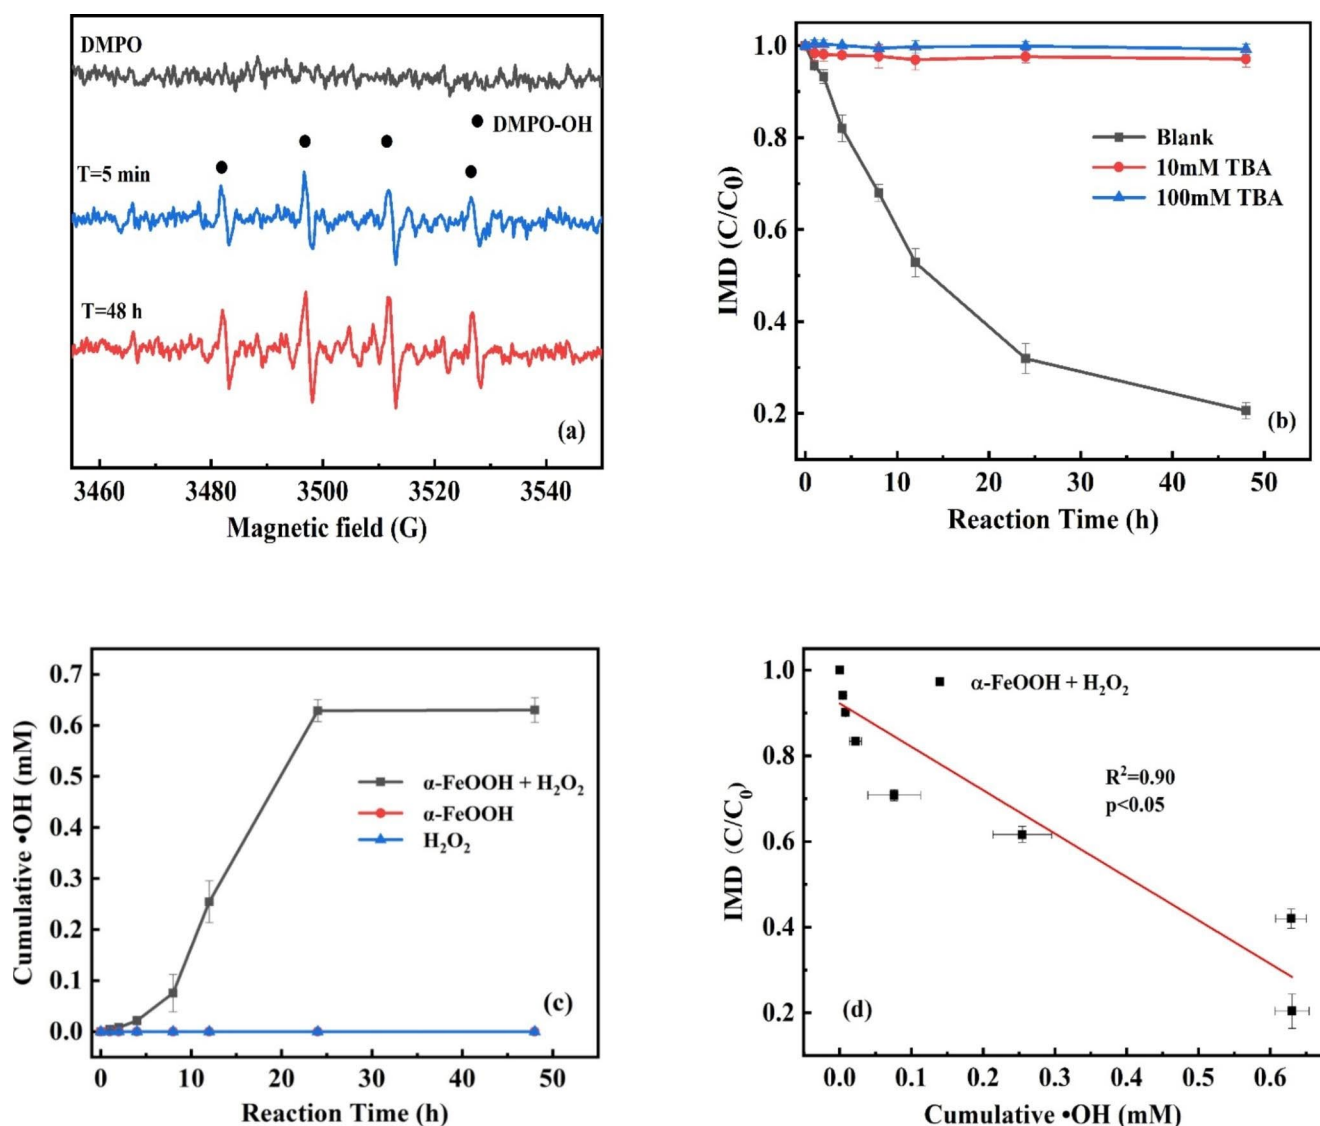 DMPO
DMPO-OH
T=5 min
T=48 h
(a)
3460 3480 3500 3520 3540
Magnetic field (G)
IMD (C/C0)
1.0
0.8
0.6
0.4
0.2
Blank
10mM TBA
100mM TBA
(b)
0 10 20 30 40 50
Reaction Time (h)
Cumulative •OH (mM)
0.7
0.6
0.5
0.4
0.3
0.2
0.1
0.0
α-FeOOH + H₂O₂
α-FeOOH
H₂O₂
(c)
0 10 20 30 40 50
Reaction Time (h)
IMD (C/C₀)
1.0
0.8
0.6
0.4
0.2
α-FeOOH + H₂O₂
R²=0.90
p<0.05
(d)
0.0 0.1 0.2 0.3 0.4 0.5 0.6
Cumulative •OH (mM)